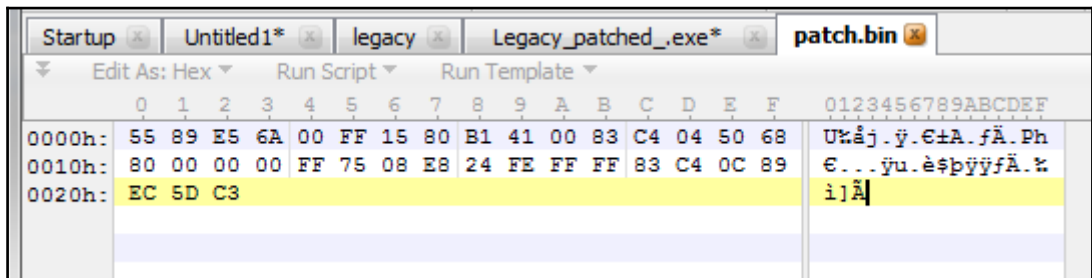 Startup Untitled1* legacy Legacy_patched_.exe* patch.bin
Edit As: Hex Run Script Run Template
0 1 2 3 4 5 6 7 8 9 A B C D E F 0123456789ABCDEF
0000h: 55 89 E5 6A 00 FF 15 80 B1 41 00 83 C4 04 50 68 U‰åj.ÿ.€±A.ƒÄ.Ph
0010h: 80 00 00 00 FF 75 08 E8 24 FE FF FF 83 C4 0C 89 €...ÿu.è$þÿÿƒÄ.‰
0020h: EC 5D C3 ì]Ã